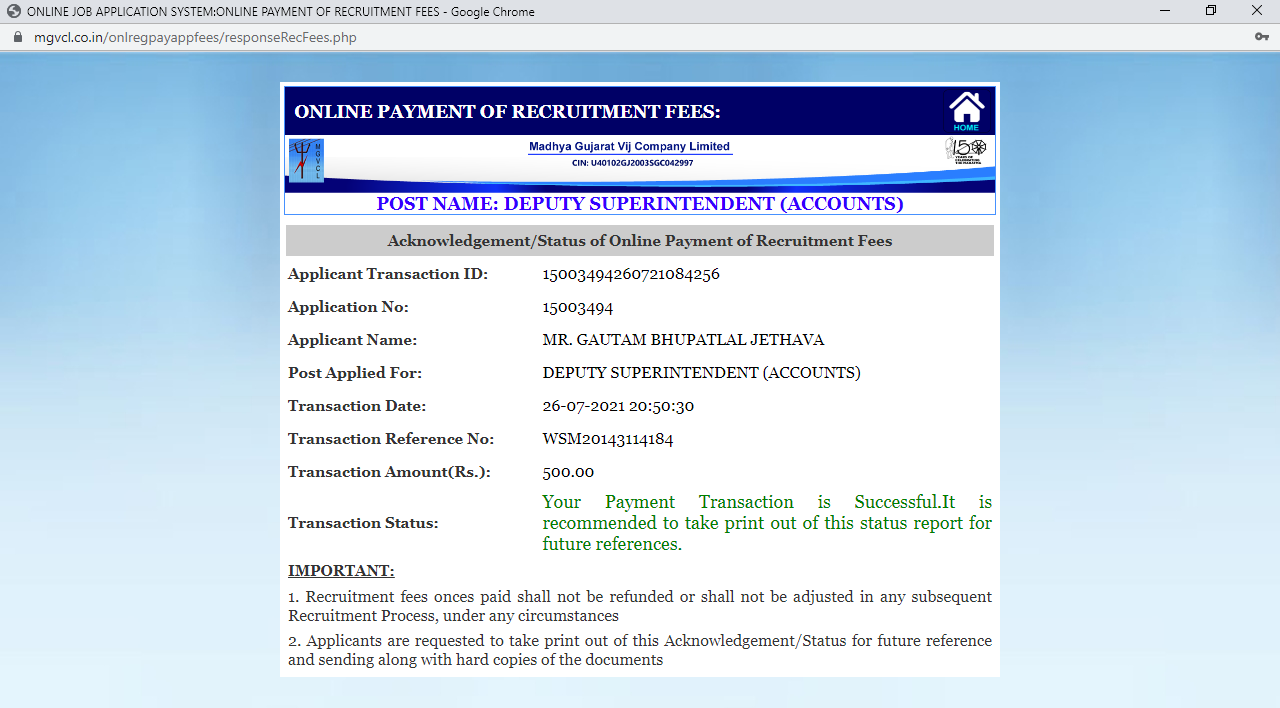 ONLINE JOB APPLICATION SYSTEM:ONLINE PAYMENT OF RECRUITMENT FEES - Google Chrome
mgvcl.co.in/onlregpayappfees/responseRecFees.php
ONLINE PAYMENT OF RECRUITMENT FEES:
HOME
MGVCL
Madhya Gujarat Vij Company Limited
CIN: U40102GJ2003SGC042997
150
YEARS OF
CELEBRATING
THE MAHATMA
POST NAME: DEPUTY SUPERINTENDENT (ACCOUNTS)
Acknowledgement/Status of Online Payment of Recruitment Fees
Applicant Transaction ID: 15003494260721084256
Application No: 15003494
Applicant Name: MR. GAUTAM BHUPATLAL JETHAVA
Post Applied For: DEPUTY SUPERINTENDENT (ACCOUNTS)
Transaction Date: 26-07-2021 20:50:30
Transaction Reference No: WSM20143114184
Transaction Amount(Rs.): 500.00
Transaction Status: Your Payment Transaction is Successful.It is
recommended to take print out of this status report for
future references.
IMPORTANT:
1. Recruitment fees onces paid shall not be refunded or shall not be adjusted in any subsequent
Recruitment Process, under any circumstances
2. Applicants are requested to take print out of this Acknowledgement/Status for future reference
and sending along with hard copies of the documents